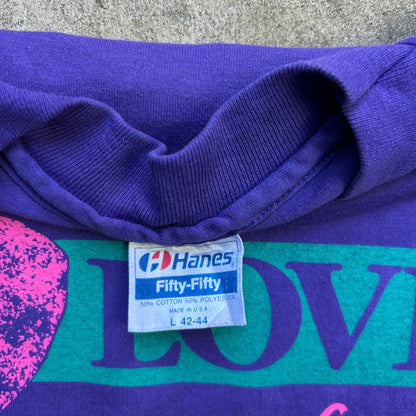 Hanes
Fifty-Fifty
50% COTTON 50% POLYESTER
MADE IN U.S.A
L 42-44
LOV